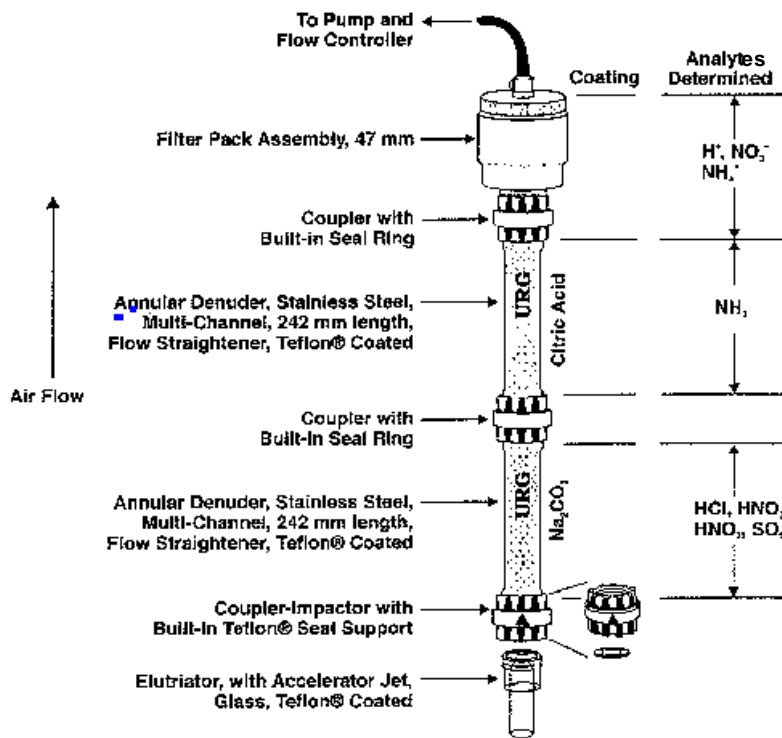 To Pump and
Flow Controller
Coating
Analytes
Determined
Filter Pack Assembly, 47 mm
H⁺, NO₃⁻
NH₄⁺
Coupler with
Built-in Seal Ring
Annular Denuder, Stainless Steel,
Multi-Channel, 242 mm length,
Flow Straightener, Teflon® Coated
URG
Citric Acid
NH₃
Air Flow
Coupler with
Built-in Seal Ring
Annular Denuder, Stainless Steel,
Multi-Channel, 242 mm length,
Flow Straightener, Teflon® Coated
URG
Na₂CO₃
HCl, HNO
HNO SO
Coupler-Impactor with
Built-in Teflon® Seal Support
Elutriator, with Accelerator Jet,
Glass, Teflon® Coated